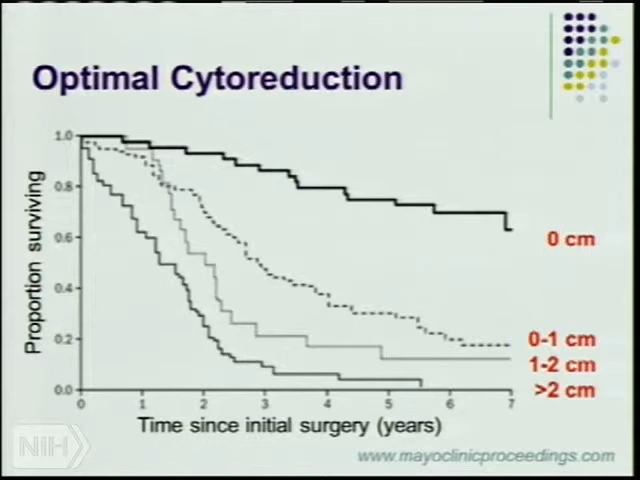 Optimal Cytoreduction
Proportion surviving
1.0
0.8
0.6
0.4
0.2
0.0
0 1 2 3 4 5 6 7
Time since initial surgery (years)
0 cm
0-1 cm
1-2 cm
>2 cm
NIH
www.mayoclinicproceedings.com